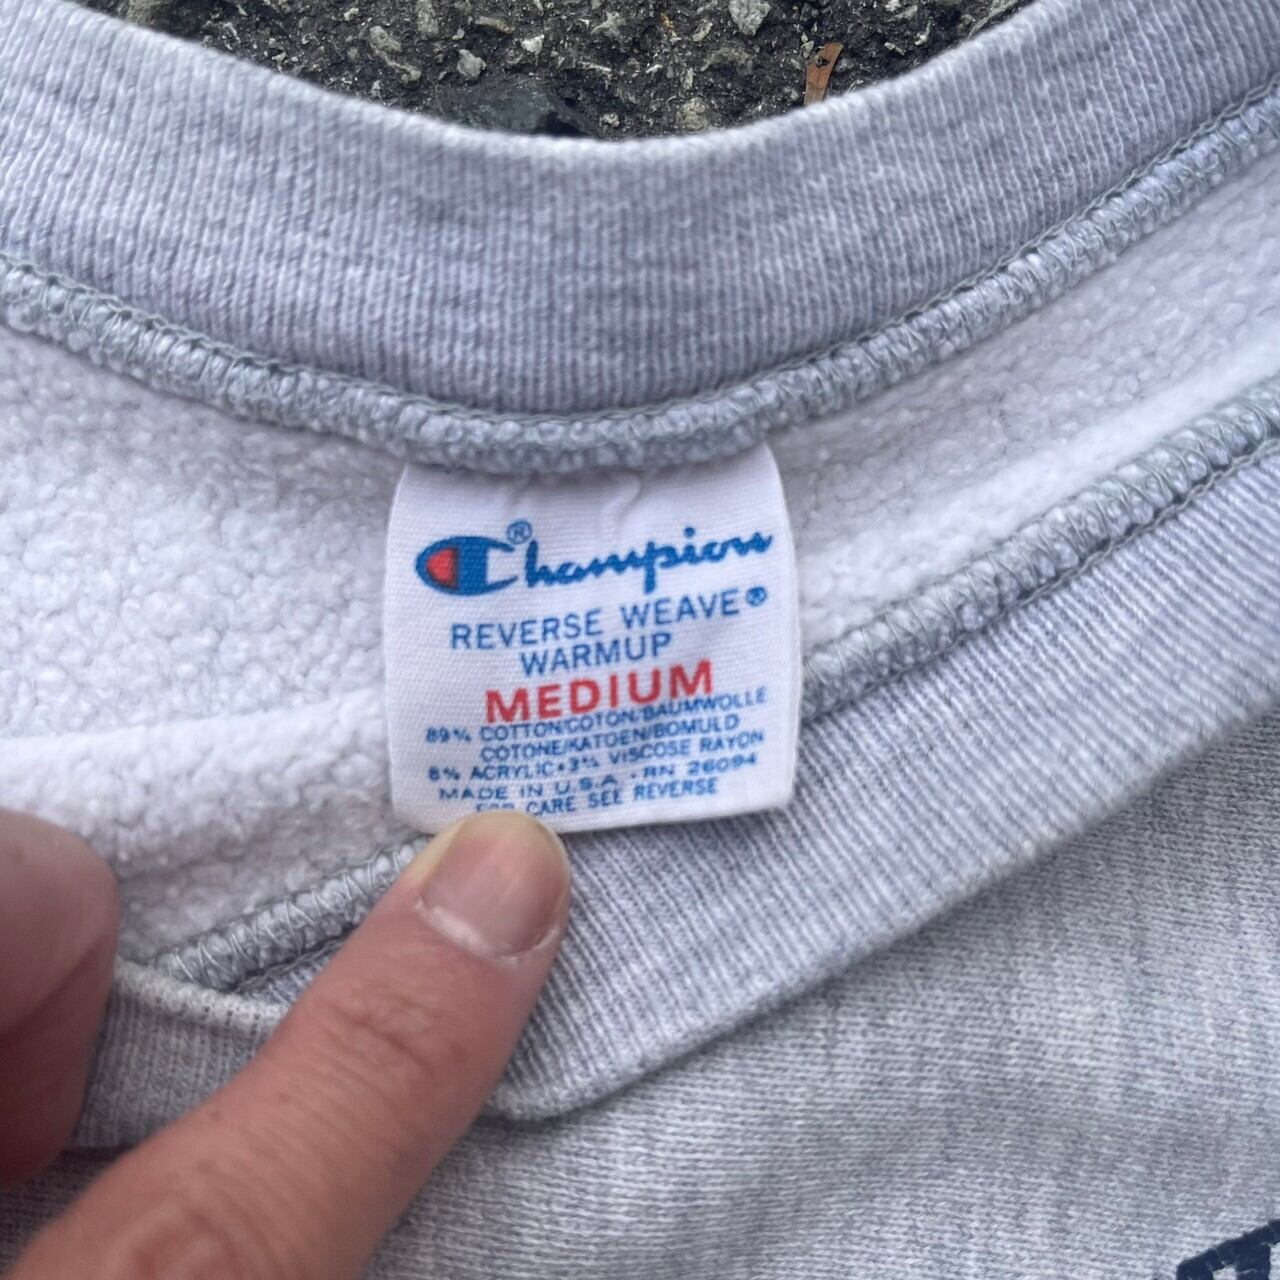 Champion®
REVERSE WEAVE®
WARMUP
MEDIUM
89% COTTON/COTON/BAUMWOLLE
COTONE/KATOEN/BOMULD
8% ACRYLIC•3% VISCOSE RAYON
MADE IN U.S.A. •RN 26094
FOR CARE SEE REVERSE